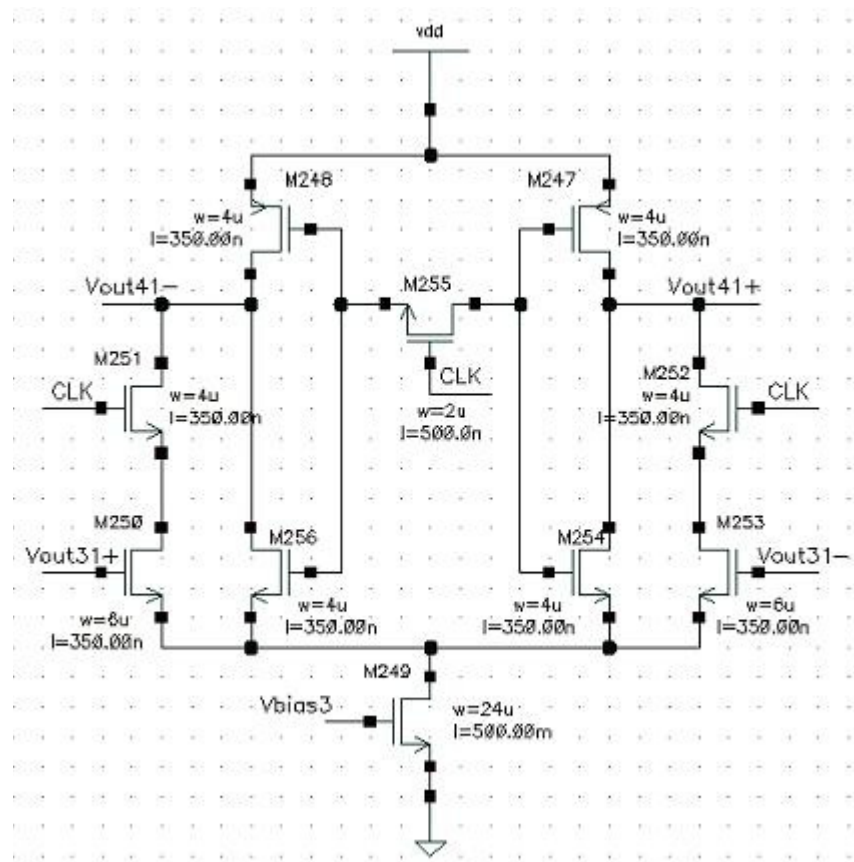 vdd
M248
M247
w=4u
l=350.00n
w=4u
l=350.00n
Vout41-
M255
Vout41+
M251
CLK
w=4u
l=350.00n
CLK
w=2u
l=500.0n
M252
w=4u
l=350.00n
CLK
M250
Vout31+
w=6u
l=350.00n
M256
w=4u
l=350.00n
M254
w=4u
l=350.00n
M253
Vout31-
w=6u
l=350.00n
M249
Vbias3
w=24u
l=500.00m